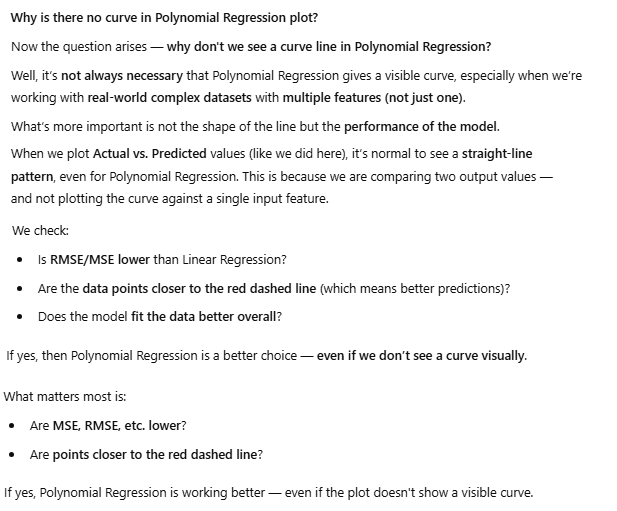 Why is there no curve in Polynomial Regression plot?
Now the question arises — why don't we see a curve line in Polynomial Regression?
Well, it's not always necessary that Polynomial Regression gives a visible curve, especially when we're
working with real-world complex datasets with multiple features (not just one).
What's more important is not the shape of the line but the performance of the model.
When we plot Actual vs. Predicted values (like we did here), it's normal to see a straight-line
pattern, even for Polynomial Regression. This is because we are comparing two output values —
and not plotting the curve against a single input feature.
We check:
• Is RMSE/MSE lower than Linear Regression?
• Are the data points closer to the red dashed line (which means better predictions)?
• Does the model fit the data better overall?
If yes, then Polynomial Regression is a better choice — even if we don't see a curve visually.
What matters most is:
• Are MSE, RMSE, etc. lower?
• Are points closer to the red dashed line?
If yes, Polynomial Regression is working better — even if the plot doesn't show a visible curve.